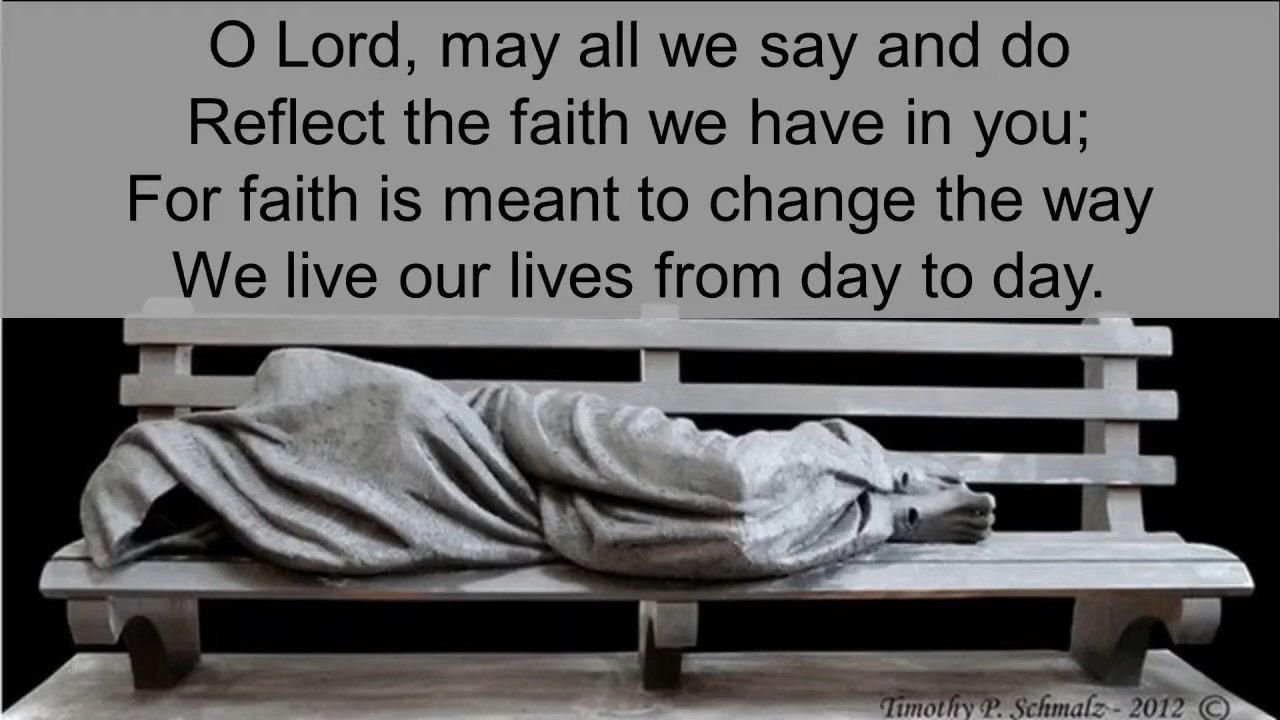 O Lord, may all we say and do
Reflect the faith we have in you;
For faith is meant to change the way
We live our lives from day to day.
Timothy P. Schmalz - 2012 ©